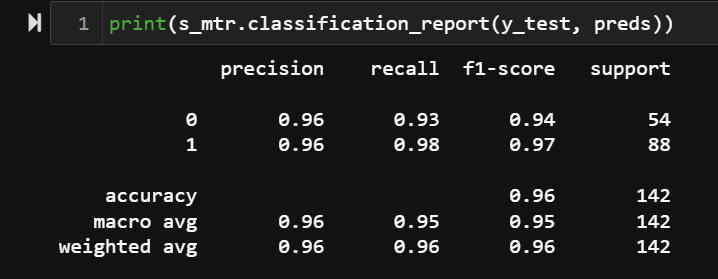 1 print(s_mtr.classification_report(y_test, preds))
precision recall f1-score support
0 0.96 0.93 0.94 54
1 0.96 0.98 0.97 88
accuracy 0.96 142
macro avg 0.96 0.95 0.95 142
weighted avg 0.96 0.96 0.96 142